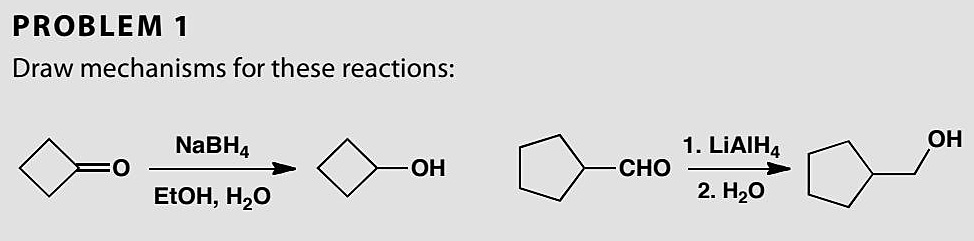 PROBLEM 1
Draw mechanisms for these reactions:
NaBH4
O
EtOH, H2O
OH
CHO
1. LiAlH4
2. H2O
OH